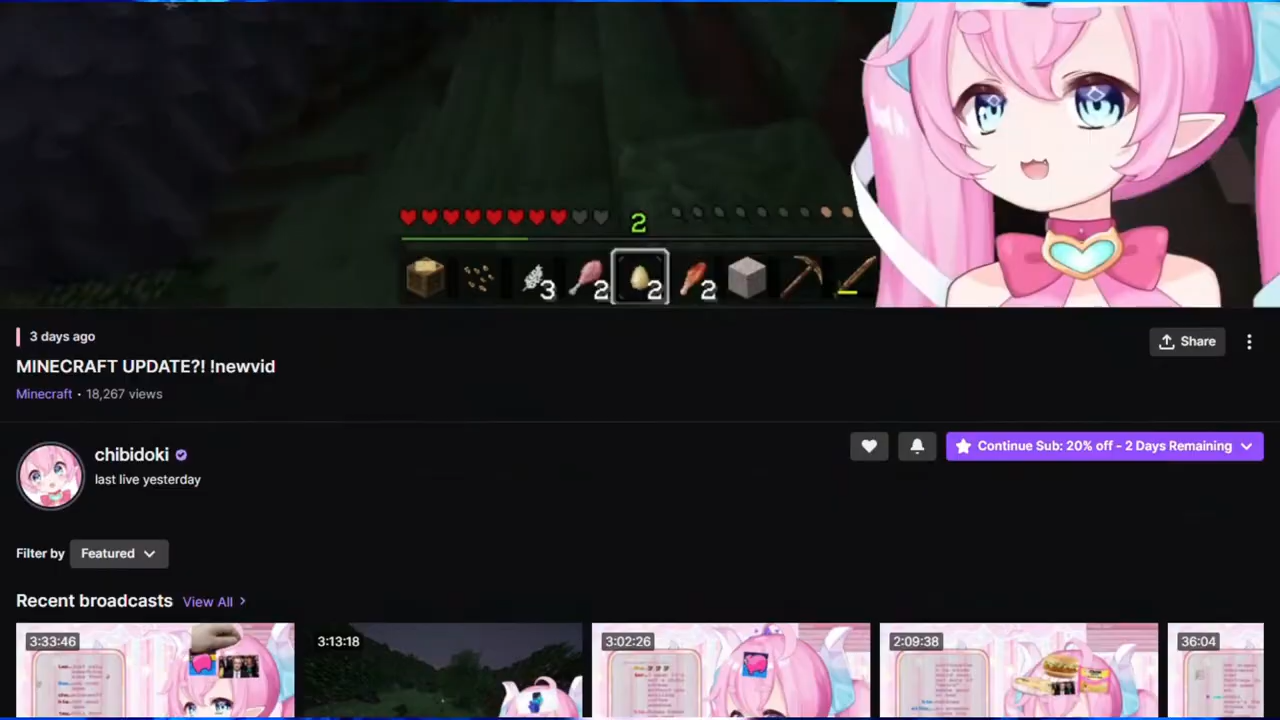 2
3
2
2
2
3 days ago
Share
MINECRAFT UPDATE?! !newvid
Minecraft • 18,267 views
chibidoki
Continue Sub: 20% off - 2 Days Remaining
last live yesterday
Filter by Featured
Recent broadcasts View All
3:33:46
3:13:18
3:02:26
2:09:38
36:04